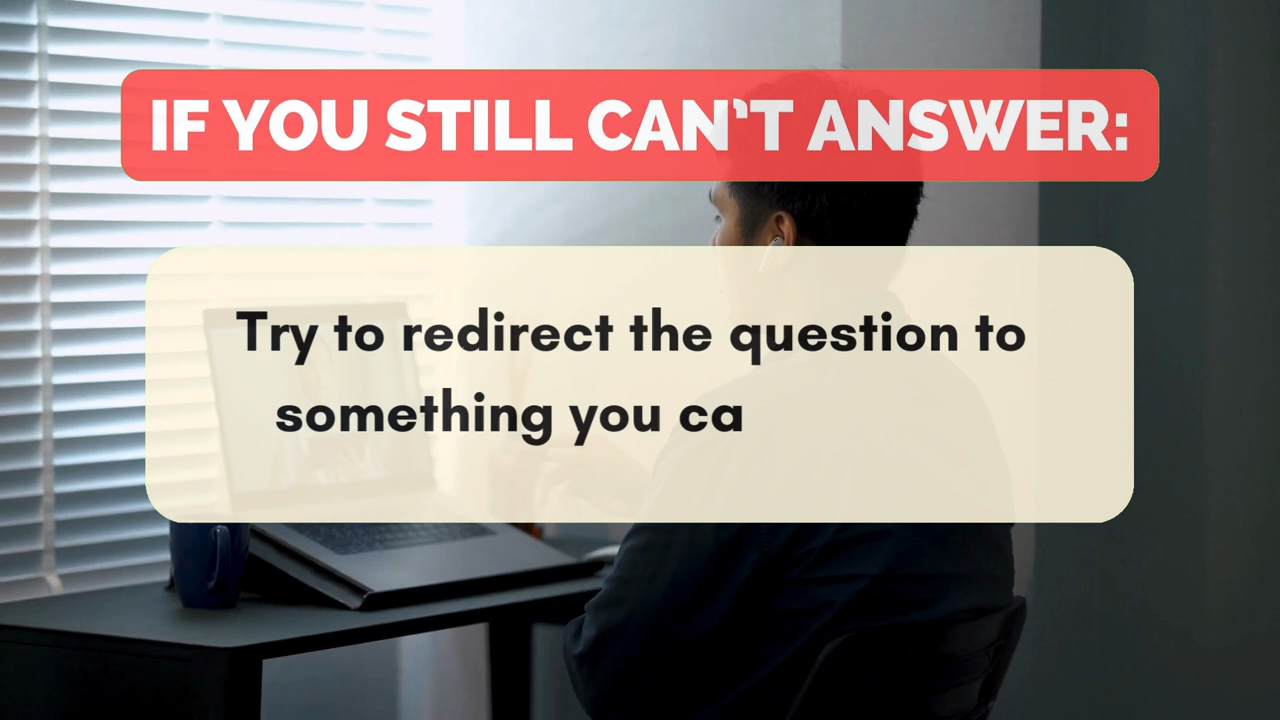 IF YOU STILL CAN'T ANSWER:
Try to redirect the question to
something you ca